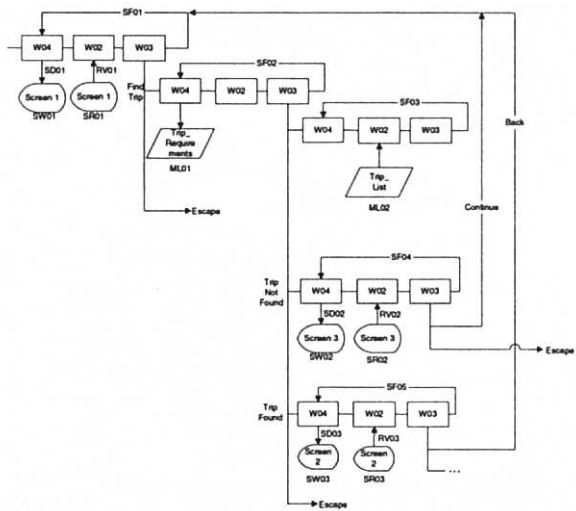 SF01
W04 W02 W03
SD01 RV01
Screen 1 Screen 1
SW01 SR01
Find
Trip
SF02
W04 W02 W03
Trip_
Require
ments
ML01
Escape
SF03
W04 W02 W03
Trip_
List
ML02
Back
Continue
SF04
Trip
Not
Found
W04 W02 W03
SD02 RV02
Screen 3 Screen 3
SW02 SR02
Escape
SF05
Trip
Found
W04 W02 W03
SD03 RV03
Screen
2
Screen
2
SW03 SR03
...
Escape